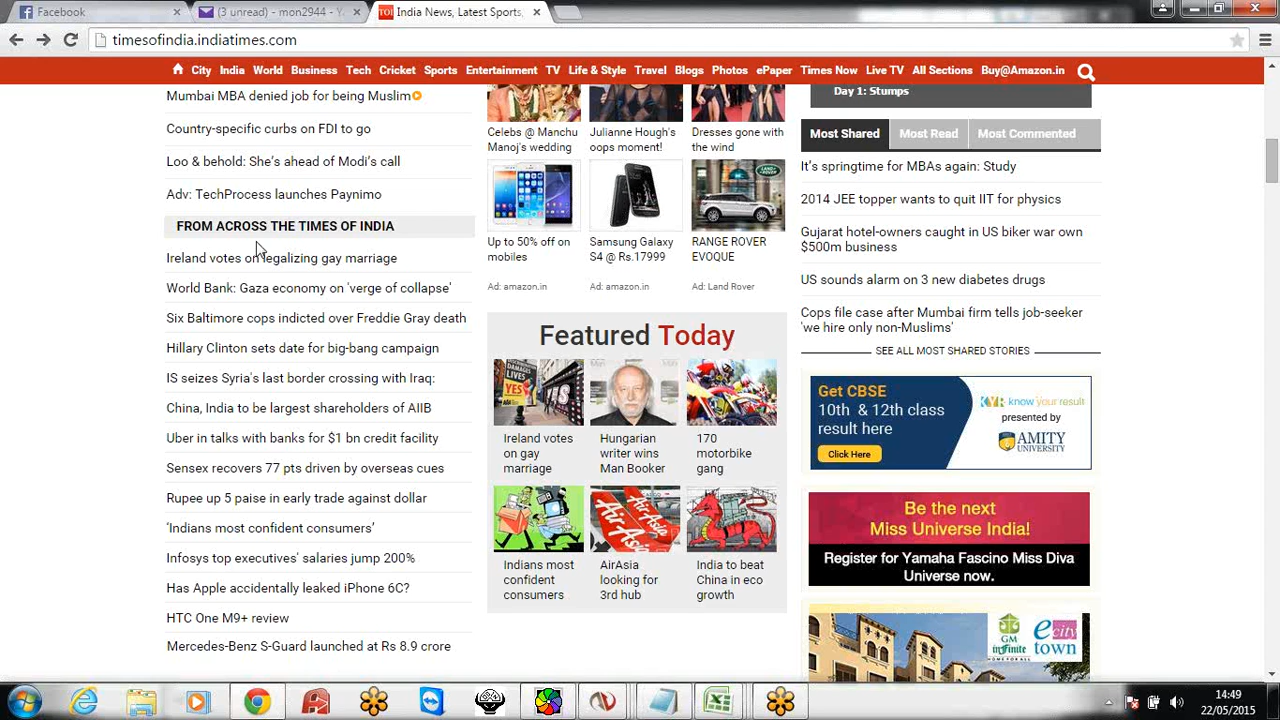 Facebook
(3 unread) - mon2944 - Y
TOI India News, Latest Sports,
timesofindia.indiatimes.com
City India World Business Tech Cricket Sports Entertainment TV Life & Style Travel Blogs Photos ePaper Times Now Live TV All Sections Buy@Amazon.in
Mumbai MBA denied job for being Muslim
Country-specific curbs on FDI to go
Loo & behold: She's ahead of Modi's call
Adv: TechProcess launches Paynimo
FROM ACROSS THE TIMES OF INDIA
Ireland votes on legalizing gay marriage
World Bank: Gaza economy on 'verge of collapse'
Six Baltimore cops indicted over Freddie Gray death
Hillary Clinton sets date for big-bang campaign
IS seizes Syria's last border crossing with Iraq:
China, India to be largest shareholders of AIIB
Uber in talks with banks for $1 bn credit facility
Sensex recovers 77 pts driven by overseas cues
Rupee up 5 paise in early trade against dollar
'Indians most confident consumers'
Infosys top executives' salaries jump 200%
Has Apple accidentally leaked iPhone 6C?
HTC One M9+ review
Mercedes-Benz S-Guard launched at Rs 8.9 crore
Celebs @ Manchu
Manoj's wedding
Julianne Hough's
oops moment!
Dresses gone with
the wind
Up to 50% off on
mobiles
Samsung Galaxy
S4 @ Rs.17999
LAND ROVER
RANGE ROVER
EVOQUE
Ad: amazon.in
Ad: amazon.in
Ad: Land Rover
Featured Today
DAMAGES LIVES
YES
Ireland votes
on gay
marriage
Hungarian
writer wins
Man Booker
170
motorbike
gang
Indians most
confident
consumers
AirAsia
looking for
3rd hub
India to beat
China in eco
growth
Day 1: Stumps
Most Shared Most Read Most Commented
It's springtime for MBAs again: Study
2014 JEE topper wants to quit IIT for physics
Gujarat hotel-owners caught in US biker war own
$500m business
US sounds alarm on 3 new diabetes drugs
Cops file case after Mumbai firm tells job-seeker
'we hire only non-Muslims'
SEE ALL MOST SHARED STORIES
Get CBSE
10th & 12th class
result here
Click Here
KYR know your result
presented by
AMITY
UNIVERSITY
Be the next
Miss Universe India!
Register for Yamaha Fascino Miss Diva
Universe now.
GM
infinite
HOME FOR ALL
e city
town
14:49
22/05/2015